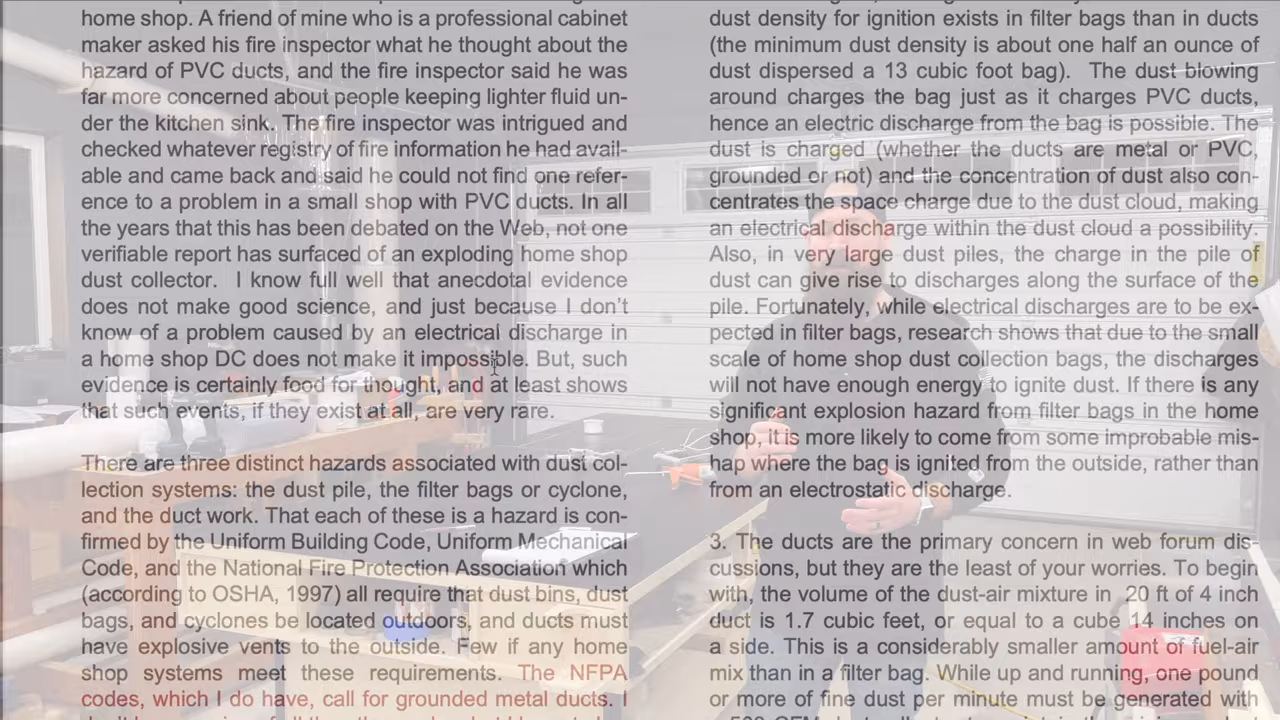 home shop. A friend of mine who is a professional cabinet
maker asked his fire inspector what he thought about the
hazard of PVC ducts, and the fire inspector said he was
far more concerned about people keeping lighter fluid un-
der the kitchen sink. The fire inspector was intrigued and
checked whatever registry of fire information he had avail-
able and came back and said he could not find one refer-
ence to a problem in a small shop with PVC ducts. In all
the years that this has been debated on the Web, not one
verifiable report has surfaced of an exploding home shop
dust collector. I know full well that anecdotal evidence
does not make good science, and just because I don't
know of a problem caused by an electrical discharge in
a home shop DC does not make it impossible. But, such
evidence is certainly food for thought, and at least shows
that such events, if they exist at all, are very rare.
There are three distinct hazards associated with dust col-
lection systems: the dust pile, the filter bags or cyclone,
and the duct work. That each of these is a hazard is con-
firmed by the Uniform Building Code, Uniform Mechanical
Code, and the National Fire Protection Association which
(according to OSHA, 1997) all require that dust bins, dust
bags, and cyclones be located outdoors, and ducts must
have explosive vents to the outside. Few if any home
shop systems meet these requirements. The NFPA
codes, which I do have, call for grounded metal ducts. I
dust density for ignition exists in filter bags than in ducts
(the minimum dust density is about one half an ounce of
dust dispersed a 13 cubic foot bag). The dust blowing
around charges the bag just as it charges PVC ducts,
hence an electric discharge from the bag is possible. The
dust is charged (whether the ducts are metal or PVC,
grounded or not) and the concentration of dust also con-
centrates the space charge due to the dust cloud, making
an electrical discharge within the dust cloud a possibility.
Also, in very large dust piles, the charge in the pile of
dust can give rise to discharges along the surface of the
pile. Fortunately, while electrical discharges are to be ex-
pected in filter bags, research shows that due to the small
scale of home shop dust collection bags, the discharges
will not have enough energy to ignite dust. If there is any
significant explosion hazard from filter bags in the home
shop, it is more likely to come from some improbable mis-
hap where the bag is ignited from the outside, rather than
from an electrostatic discharge.
3. The ducts are the primary concern in web forum dis-
cussions, but they are the least of your worries. To begin
with, the volume of the dust-air mixture in 20 ft of 4 inch
duct is 1.7 cubic feet, or equal to a cube 14 inches on
a side. This is a considerably smaller amount of fuel-air
mix than in a filter bag. While up and running, one pound
or more of fine dust per minute must be generated with